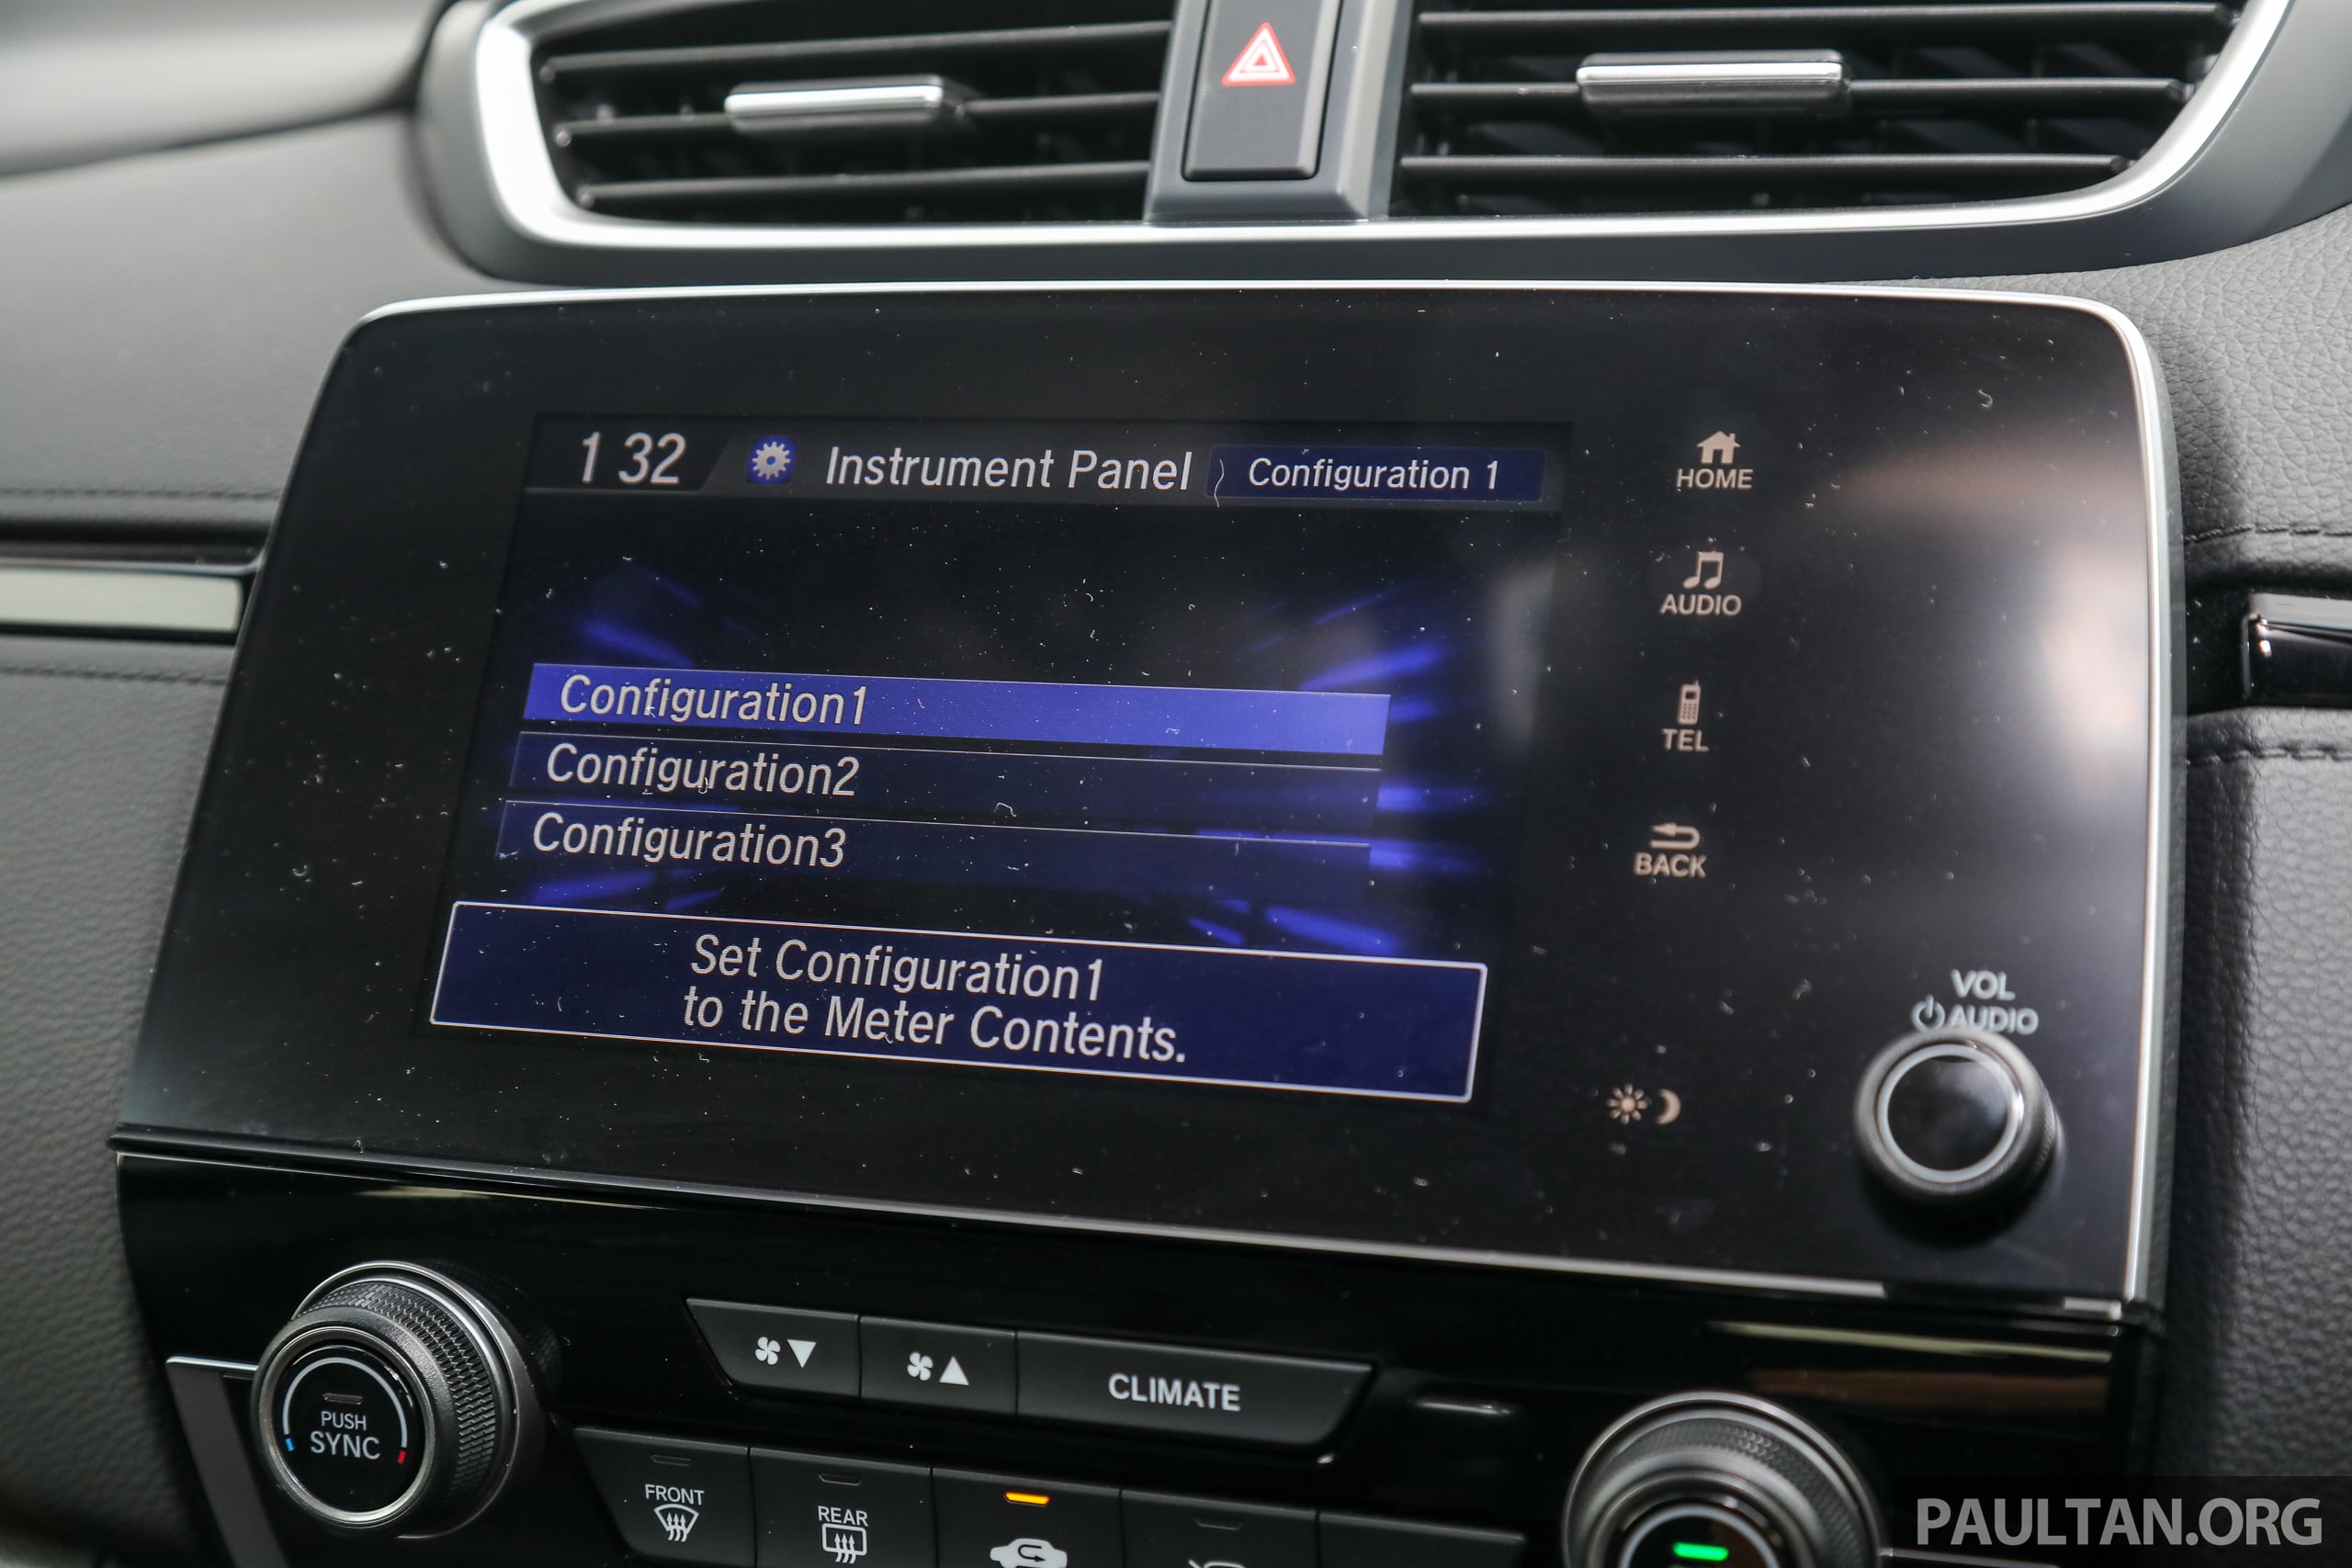 1 32
Instrument Panel
Configuration 1
Configuration1
Configuration2
Configuration3
Set Configuration1
to the Meter Contents.
HOME
AUDIO
TEL
BACK
VOL
AUDIO
PUSH
SYNC
CLIMATE
FRONT
REAR
PAULTAN.ORG